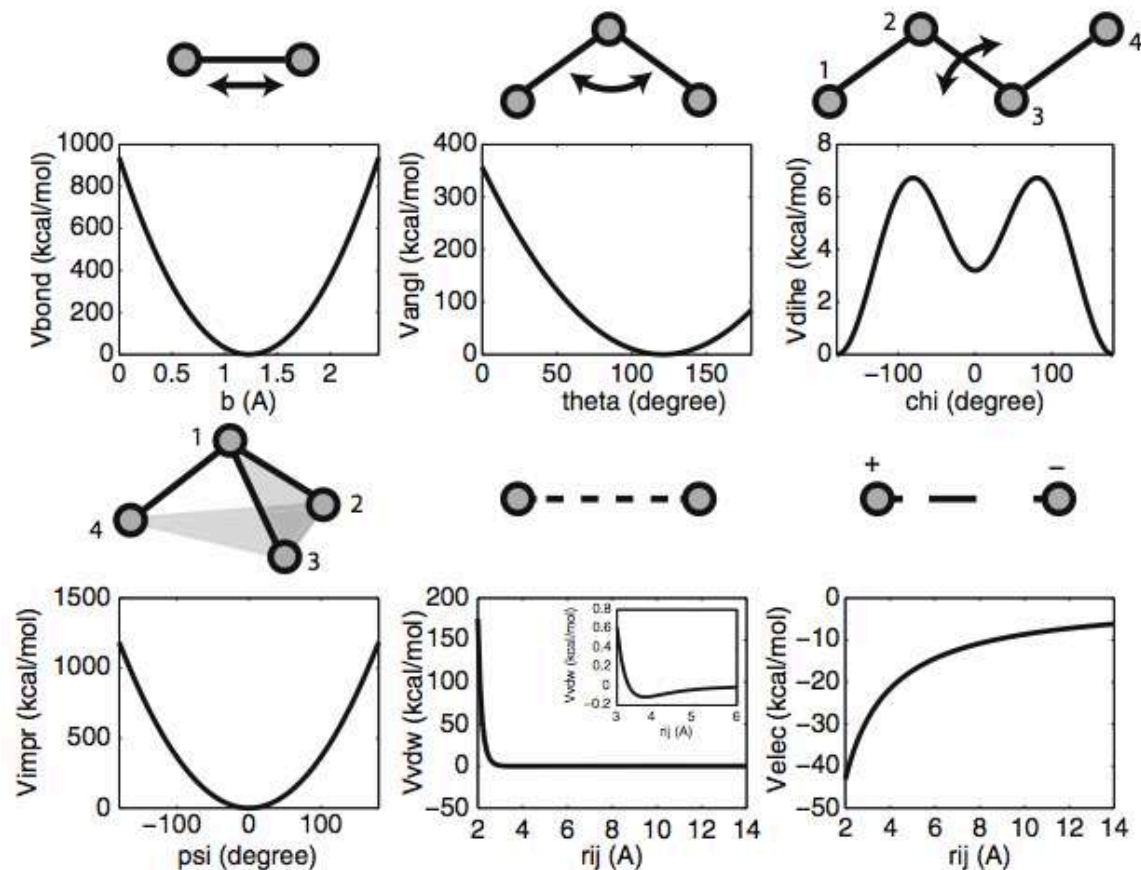 2
4
1
3
1000
800
600
400
200
0
Vbond (kcal/mol)
0 0.5 1 1.5 2
b (A)
400
300
200
100
0
Vangl (kcal/mol)
0 50 100 150
theta (degree)
8
6
4
2
0
Vdihe (kcal/mol)
−100 0 100
chi (degree)
1
2
4
3
+ −
1500
1000
500
0
Vimpr (kcal/mol)
−100 0 100
psi (degree)
200
150
100
50
0
−50
Vvdw (kcal/mol)
2 4 6 8 10 12 14
rij (A)
0.8
0.6
0.4
0.2
0
−0.2
Vvdw (kcal/mol)
3 4 5 6
rij (A)
0
−10
−20
−30
−40
−50
Velec (kcal/mol)
2 4 6 8 10 12 14
rij (A)